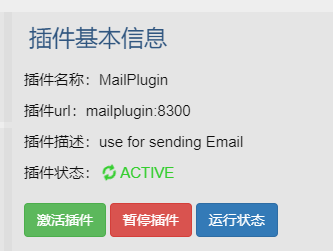 插件基本信息
插件名称：MailPlugin
插件url：mailplugin:8300
插件描述：use for sending Email
插件状态： ACTIVE
激活插件 暂停插件 运行状态